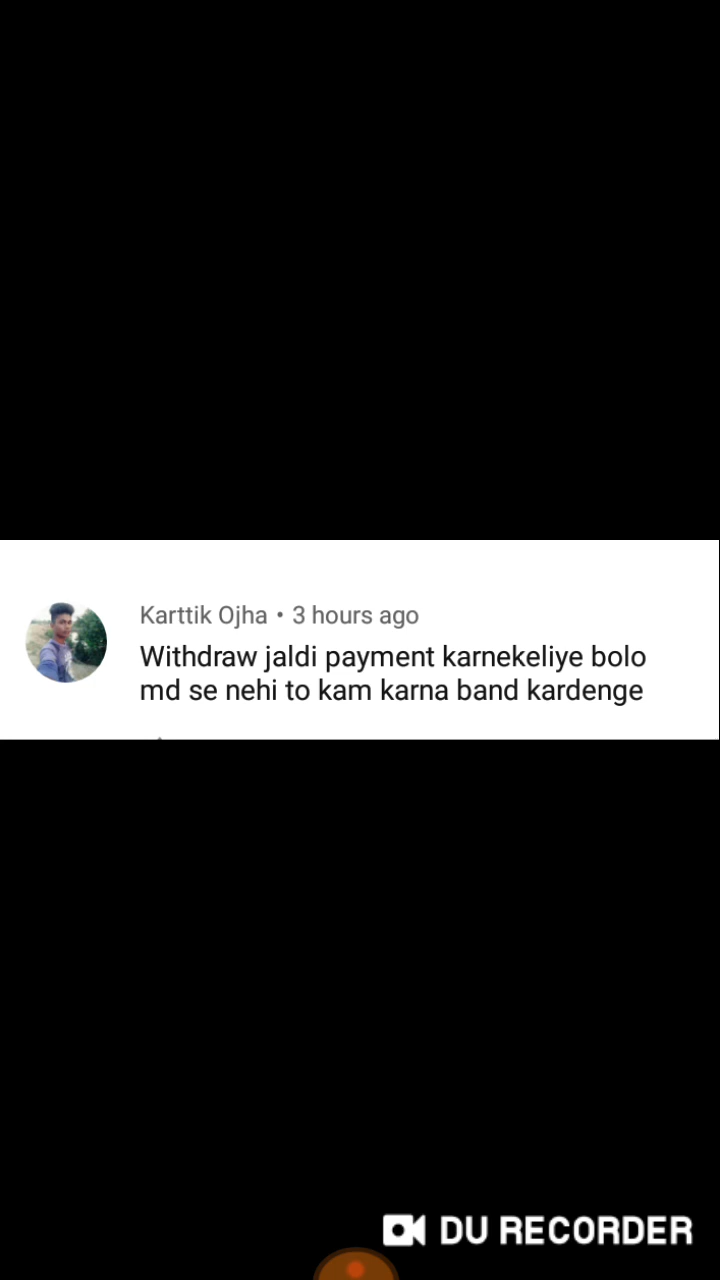 Karttik Ojha • 3 hours ago
Withdraw jaldi payment karnekeliye bolo
md se nehi to kam karna band kardenge
DU RECORDER